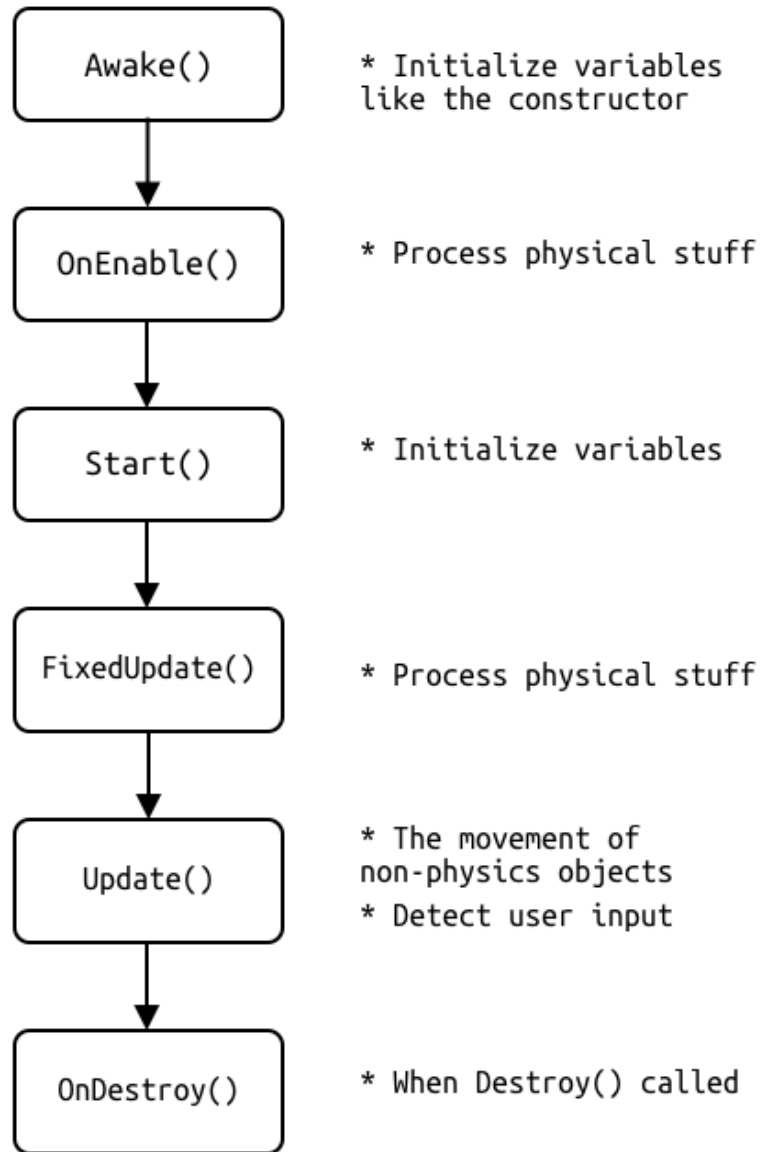 Awake()
* Initialize variables
like the constructor
OnEnable()
* Process physical stuff
Start()
* Initialize variables
FixedUpdate()
* Process physical stuff
Update()
* The movement of
non-physics objects
* Detect user input
OnDestroy()
* When Destroy() called